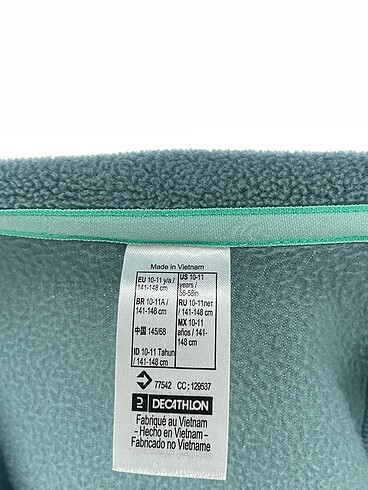 Made in Vietnam
EU 10-11 y/a /
141-148 cm
BR 10-11A /
141-148 cm
中国 145/68
ID 10-11 Tahun /
141-148 cm
US 10-11
years /
56-58in
RU 10-11лет
/ 141-148 cm
MX 10-11
años / 141-
148 cm
77542 CC : 129537
DECATHLON
Fabriqué au Vietnam
- Hecho en Vietnam -
Fabricado no Vietname